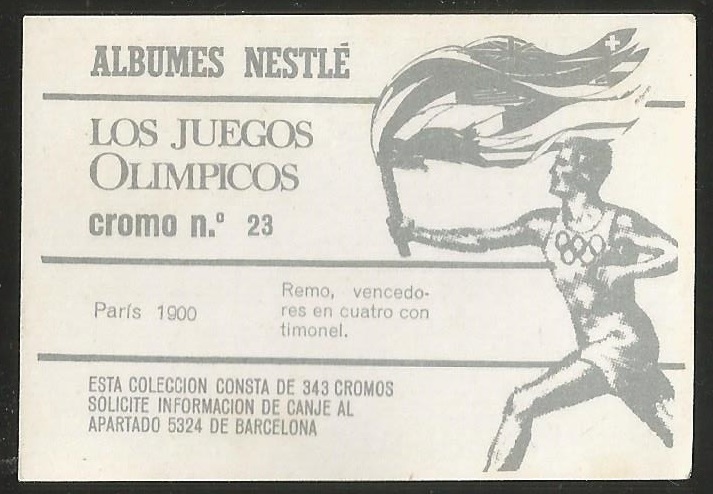 ALBUMES NESTLÉ
LOS JUEGOS
OLIMPICOS
cromo n.º 23
París 1900
Remo, vencedo-
res en cuatro con
timonel.
ESTA COLECCION CONSTA DE 343 CROMOS
SOLICITE INFORMACION DE CANJE AL
APARTADO 5324 DE BARCELONA